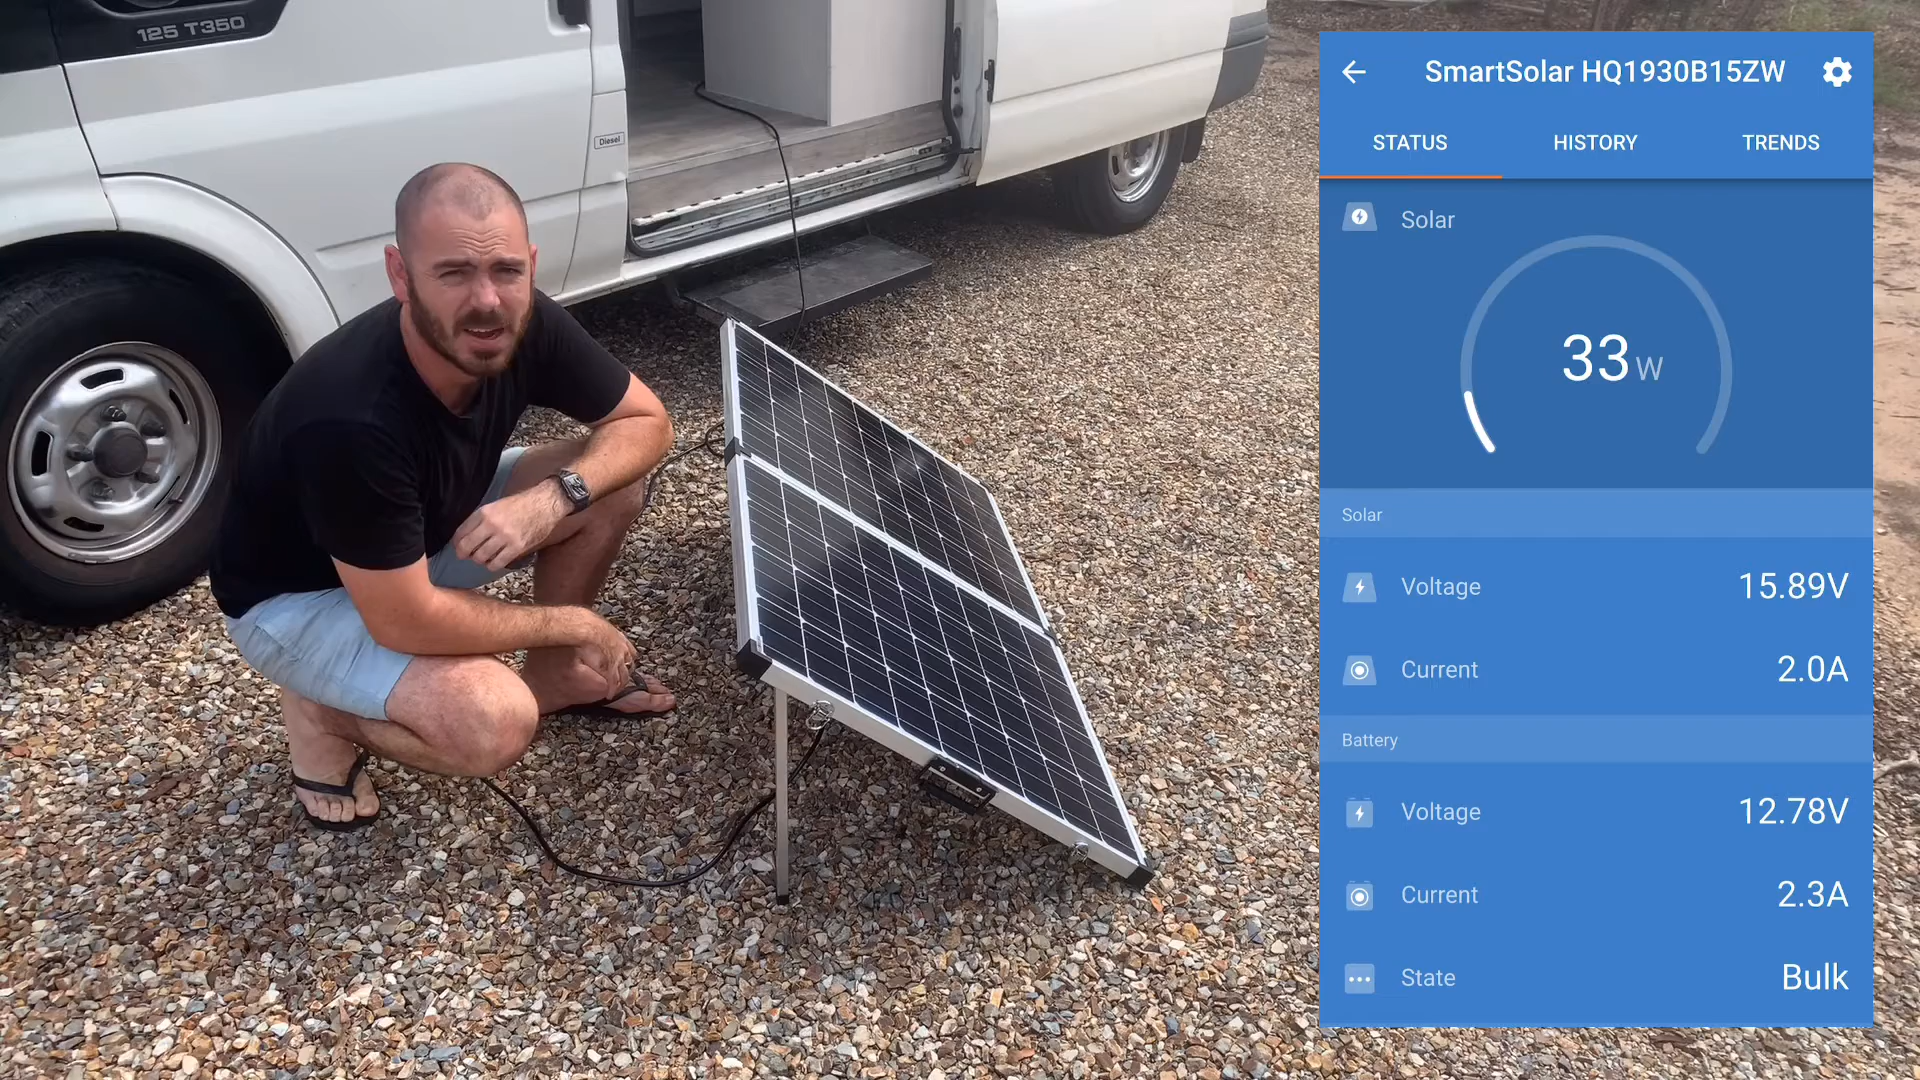 125 T350
Diesel
SmartSolar HQ1930B15ZW
STATUS HISTORY TRENDS
Solar
33W
Solar
Voltage 15.89V
Current 2.0A
Battery
Voltage 12.78V
Current 2.3A
State Bulk